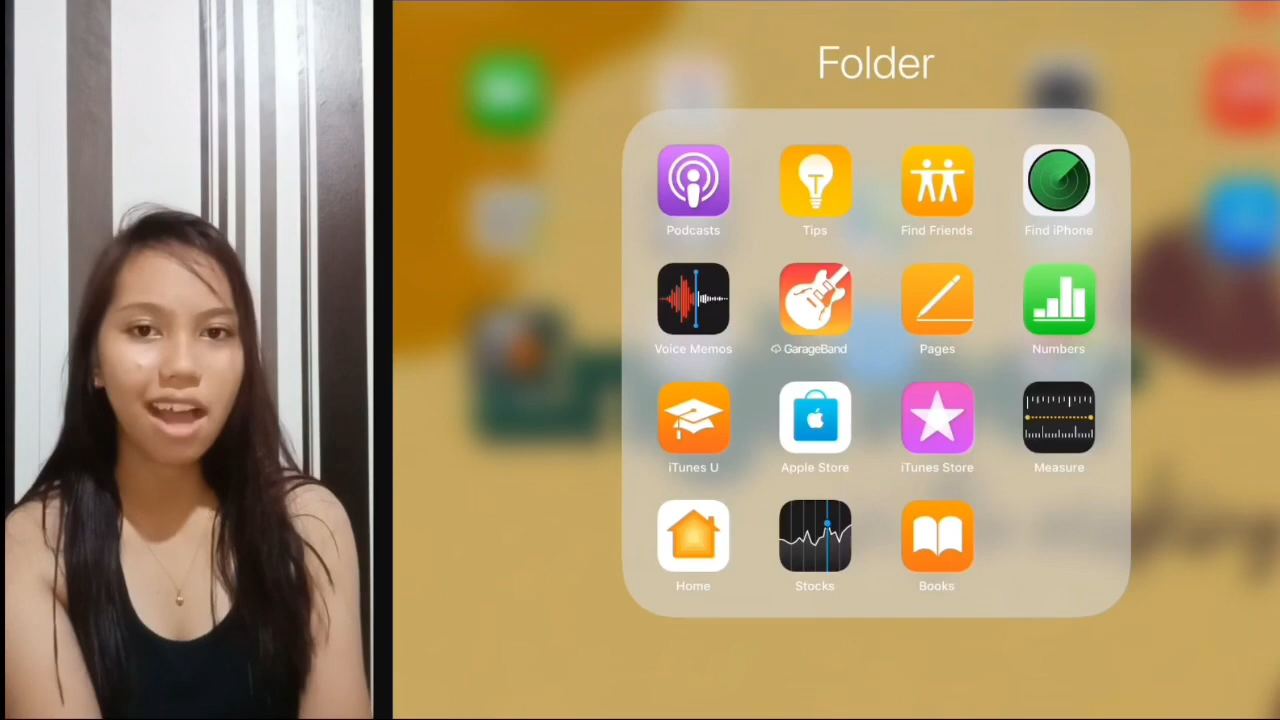 Folder
Podcasts
Tips
Find Friends
Find iPhone
Voice Memos
GarageBand
Pages
Numbers
iTunes U
Apple Store
iTunes Store
Measure
Home
Stocks
Books